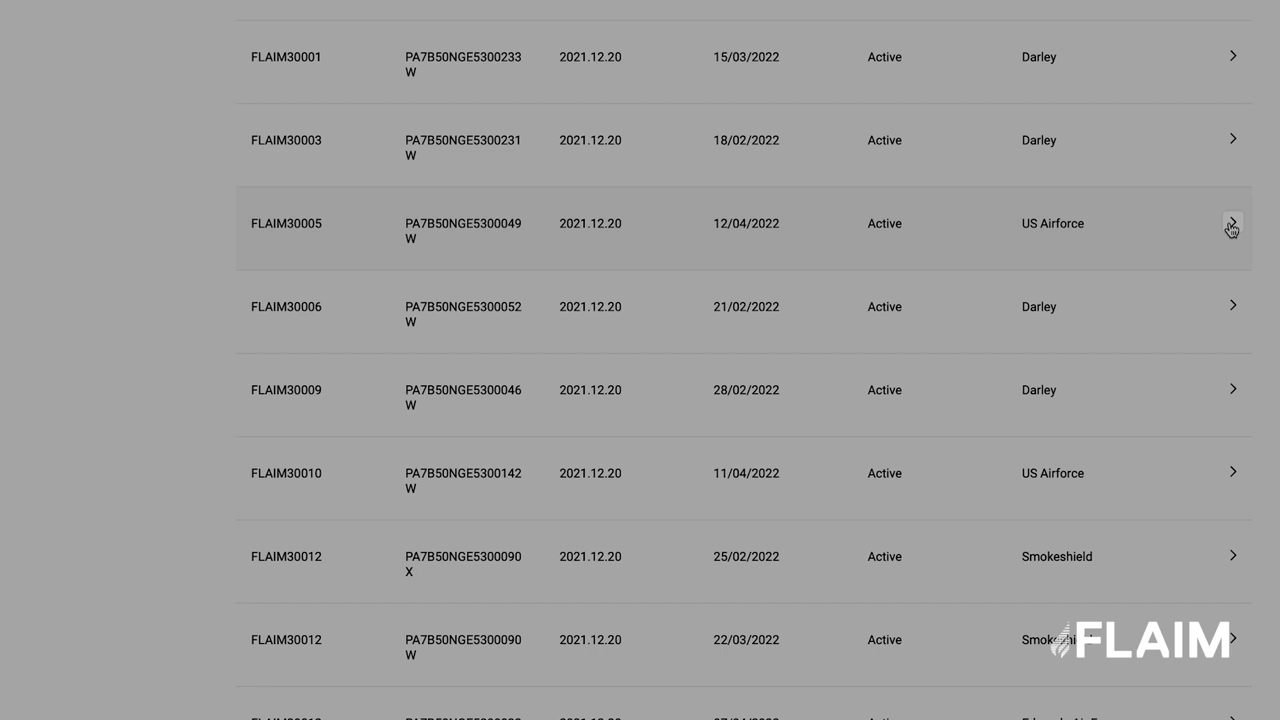 FLAIM30001 PA7B50NGE5300233 2021.12.20 15/03/2022 Active Darley
W
FLAIM30003 PA7B50NGE5300231 2021.12.20 18/02/2022 Active Darley
W
FLAIM30005 PA7B50NGE5300049 2021.12.20 12/04/2022 Active US Airforce
W
FLAIM30006 PA7B50NGE5300052 2021.12.20 21/02/2022 Active Darley
W
FLAIM30009 PA7B50NGE5300046 2021.12.20 28/02/2022 Active Darley
W
FLAIM30010 PA7B50NGE5300142 2021.12.20 11/04/2022 Active US Airforce
W
FLAIM30012 PA7B50NGE5300090 2021.12.20 25/02/2022 Active Smokeshield
X
FLAIM30012 PA7B50NGE5300090 2021.12.20 22/03/2022 Active
W
FLAIM